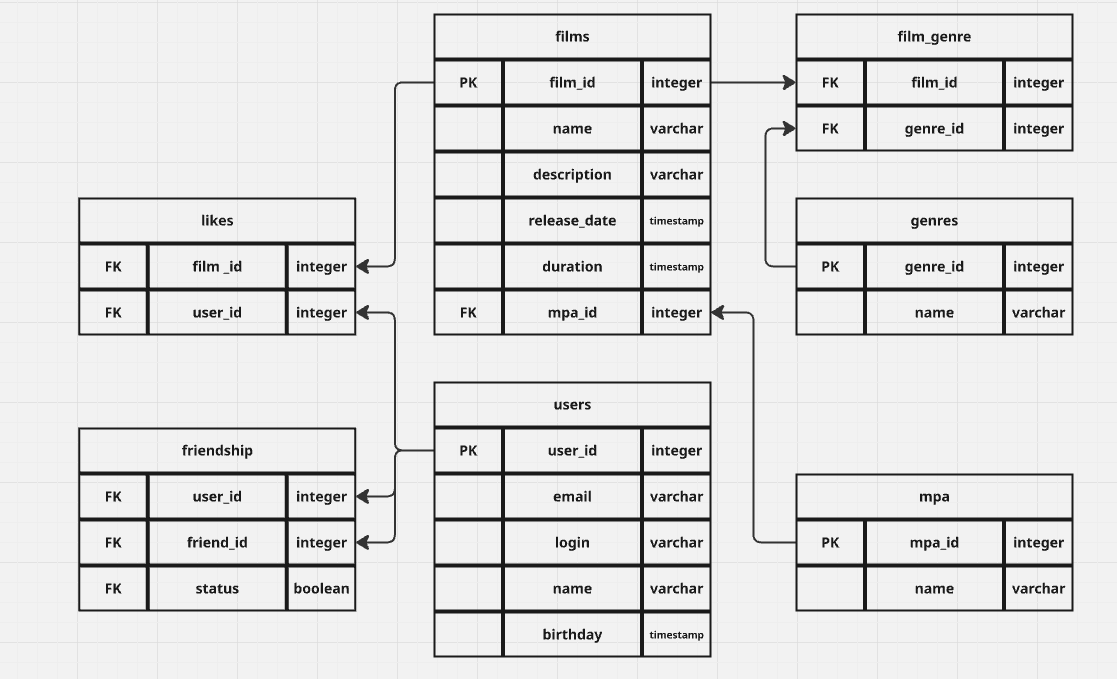 films
PK film_id integer
name varchar
description varchar
release_date timestamp
duration timestamp
FK mpa_id integer
film_genre
FK film_id integer
FK genre_id integer
likes
FK film _id integer
FK user_id integer
genres
PK genre_id integer
name varchar
users
PK user_id integer
email varchar
login varchar
name varchar
birthday timestamp
friendship
FK user_id integer
FK friend_id integer
FK status boolean
mpa
PK mpa_id integer
name varchar